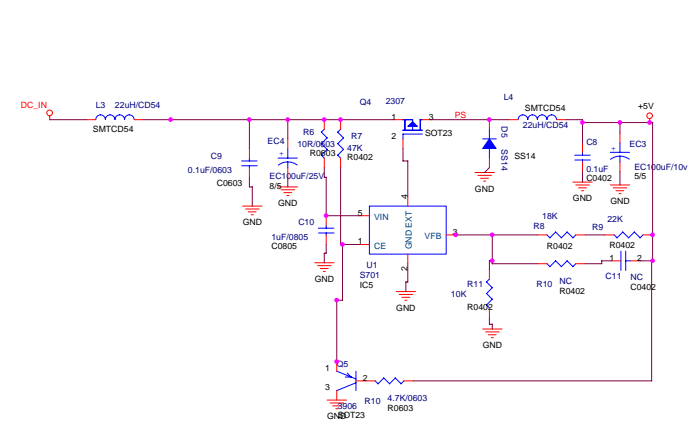 DC_IN
L3 22uH/CD54
SMTCD54
Q4 2307
1
3
2
SOT23
PS
L4
SMTCD54
22uH/CD54
+5V
C9
0.1uF/0603
C0603
GND
EC4
+
EC100uF/25V
8/5
GND
R6
10R/0603
R0603
R7
47K
R0402
D5 SS14
SS14
GND
C8
0.1uF
C0402
GND
+
EC3
EC100uF/10v
5/5
GND
C10
1uF/0805
C0805
GND
5
1
4
3
2
VIN
CE
GND EXT
VFB
U1
S701
IC5
GND
18K
R8
R0402
22K
R9
R0402
R10 NC
R0402
1
2
C11 NC
C0402
R11
10K
R0402
GND
Q5
1
2
3
3906
SOT23
GND
R10 4.7K/0603
R0603